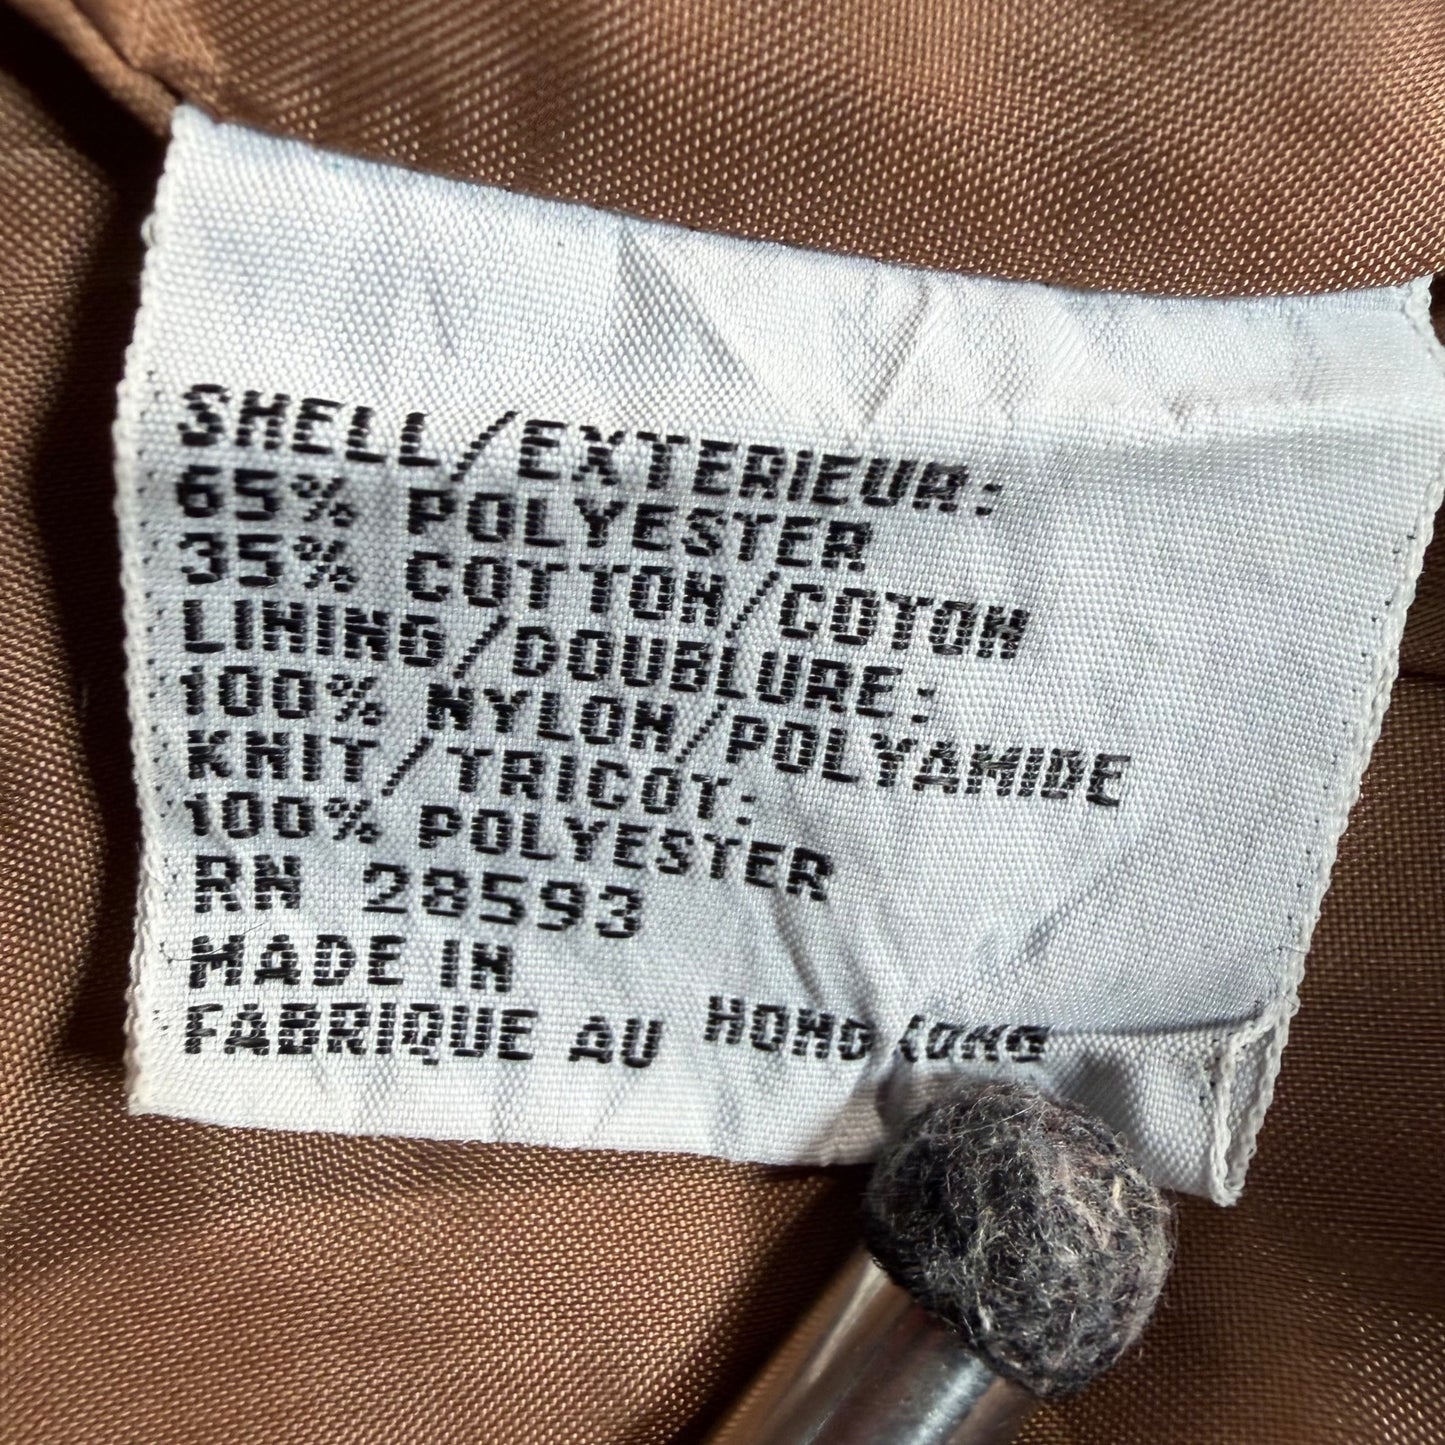 SHELL/EXTERIEUR:
65% POLYESTER
35% COTTON/COTON
LINING/DOUBLURE:
100% NYLON/POLYAMIDE
KNIT/TRICOT:
100% POLYESTER
RN 28593
MADE IN
FABRIQUE AU HONG KONG